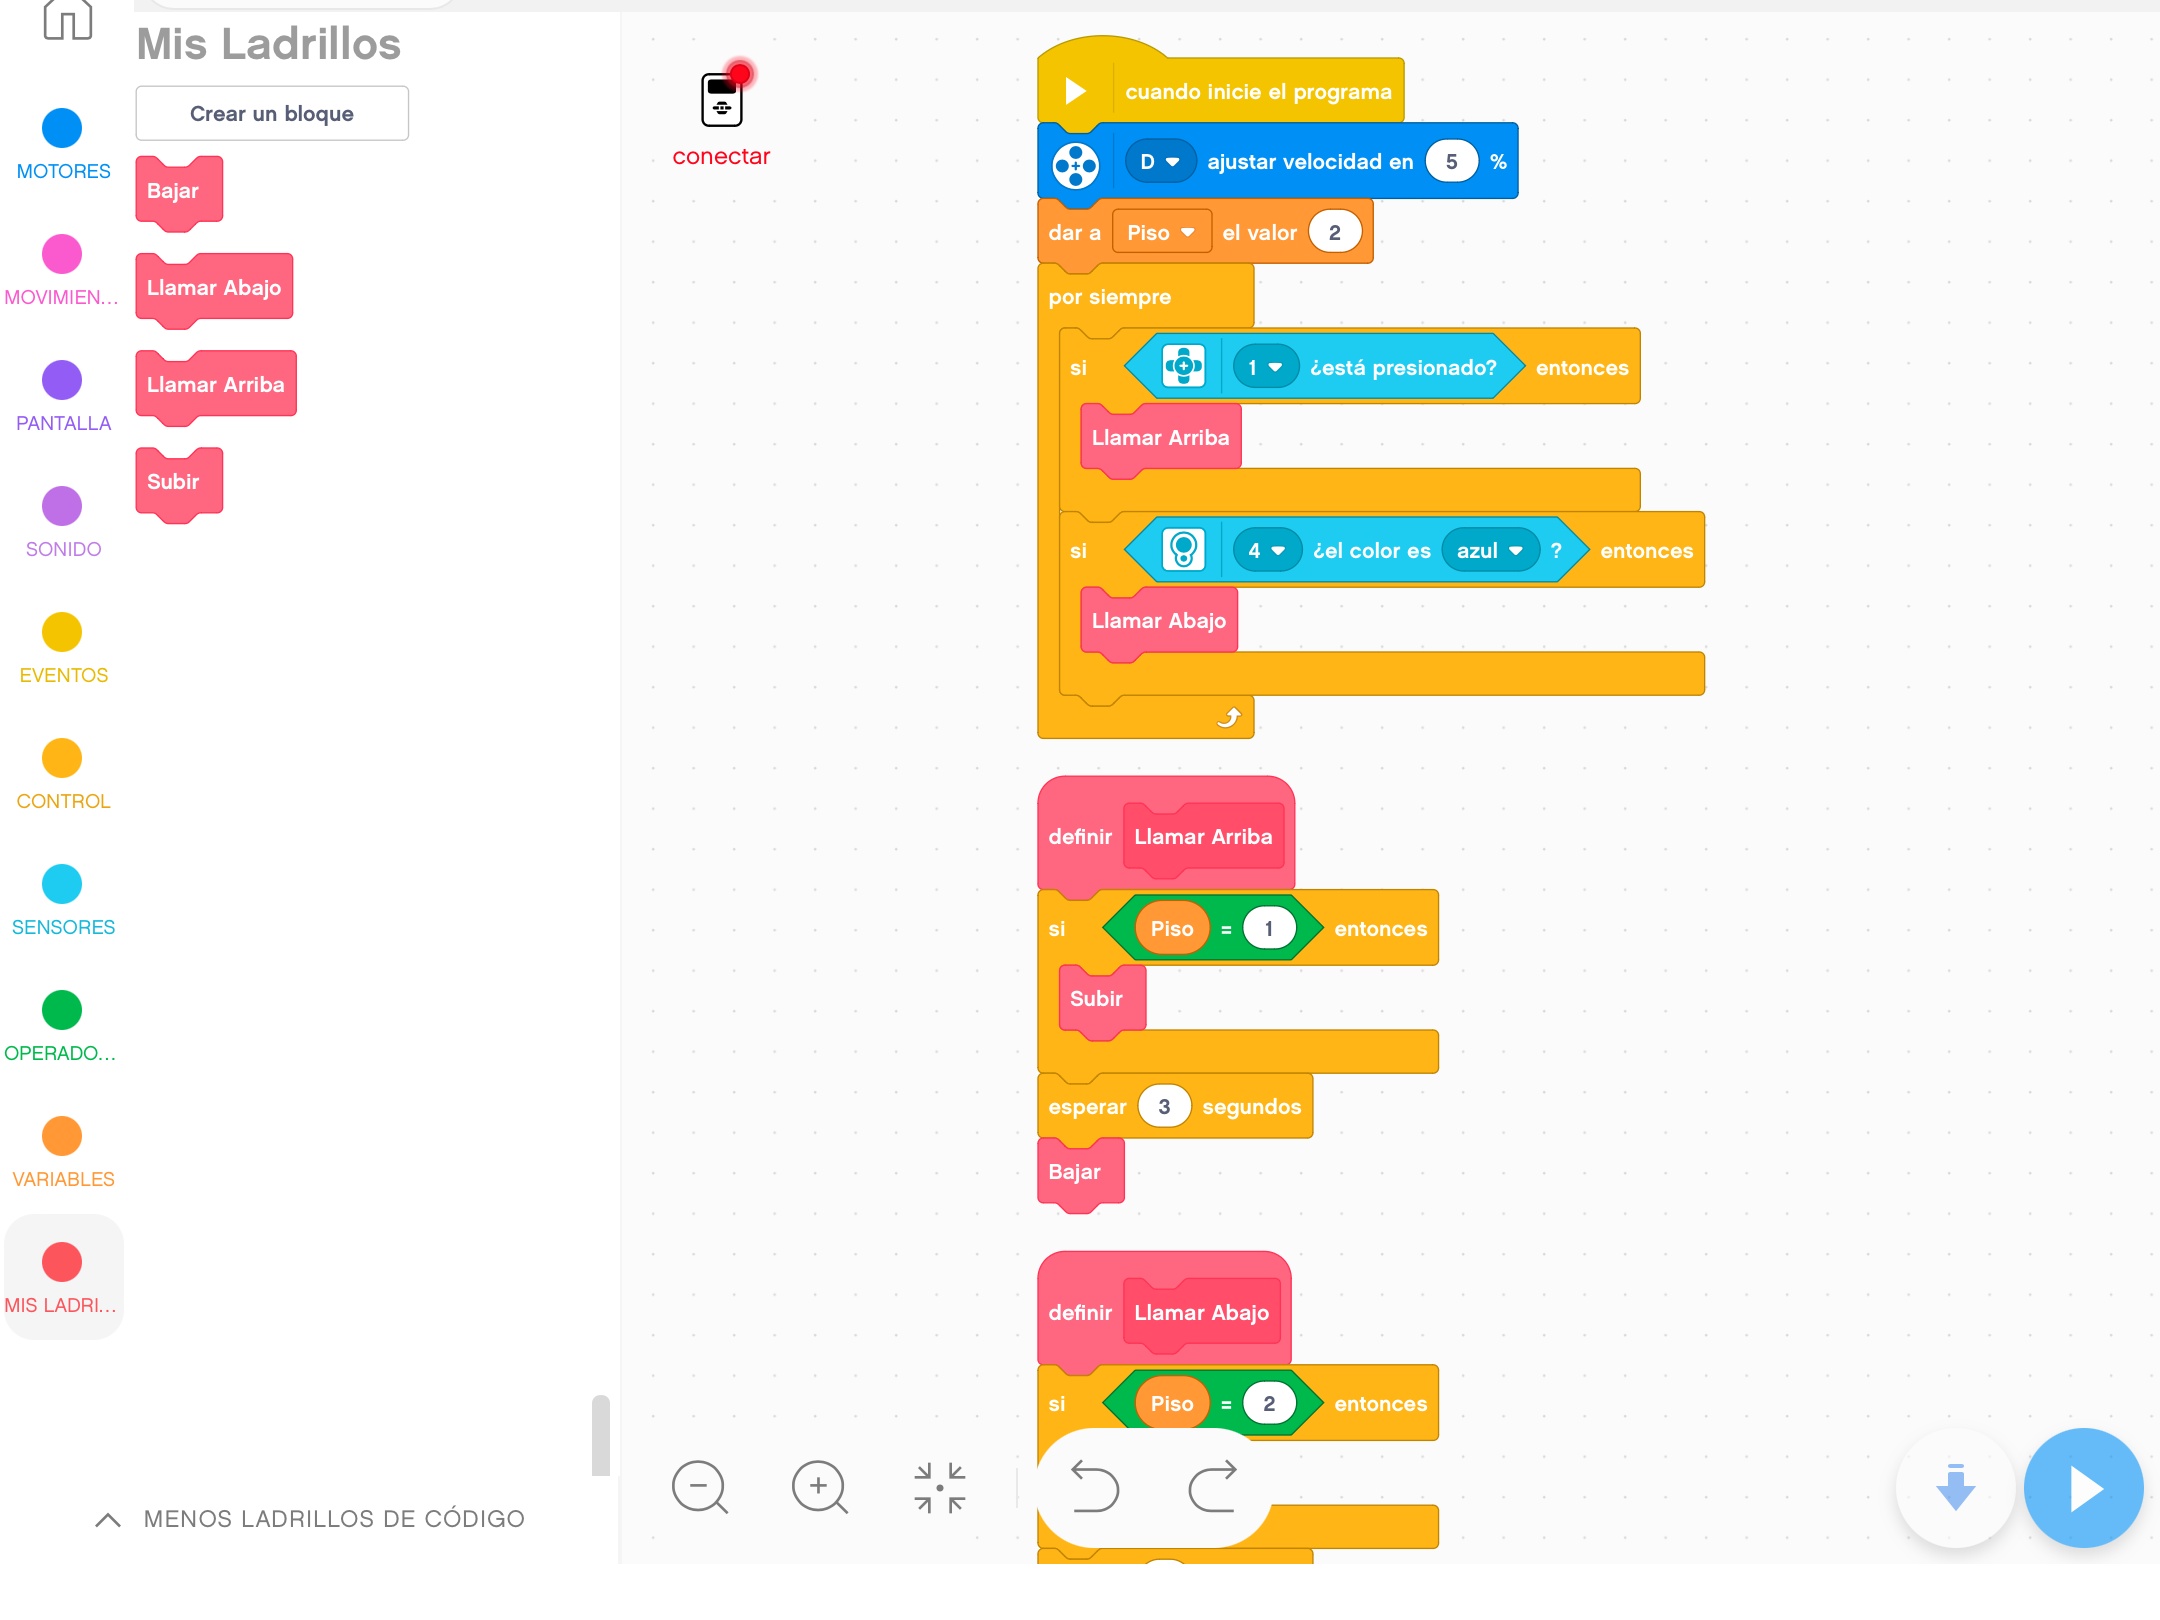 Mis Ladrillos
Crear un bloque
Bajar
Llamar Abajo
Llamar Arriba
Subir
MOTORES
MOVIMIEN...
PANTALLA
SONIDO
EVENTOS
CONTROL
SENSORES
OPERADO...
VARIABLES
MIS LADRI...
MENOS LADRILLOS DE CÓDIGO
conectar
cuando inicie el programa
D ajustar velocidad en 5 %
dar a Piso el valor 2
por siempre
si 1 ¿está presionado? entonces
Llamar Arriba
si 4 ¿el color es azul ? entonces
Llamar Abajo
definir Llamar Arriba
si Piso = 1 entonces
Subir
esperar 3 segundos
Bajar
definir Llamar Abajo
si Piso = 2 entonces